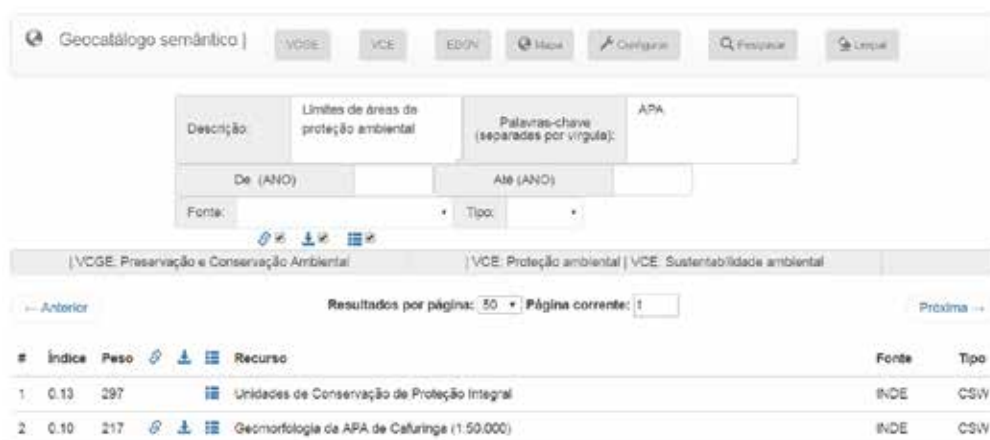 Geocatálogo semântico |
VCGE VCE EDGV Mapa Configurar Pesquisar Limpar
Descrição: Limites de áreas de proteção ambiental
Palavras-chave (separadas por vírgula): APA
De (ANO) Até (ANO)
Fonte: Tipo:
| VCGE: Preservação e Conservação Ambiental | VCE: Proteção ambiental | VCE: Sustentabilidade ambiental
← Anterior Resultados por página: 50 Página corrente: 1 Próxima →
# Índice Peso Recurso Fonte Tipo
1 0.13 297 Unidades de Conservação de Proteção Integral INDE CSW
2 0.10 217 Geomorfologia da APA de Cafuringa (1:50.000) INDE CSW